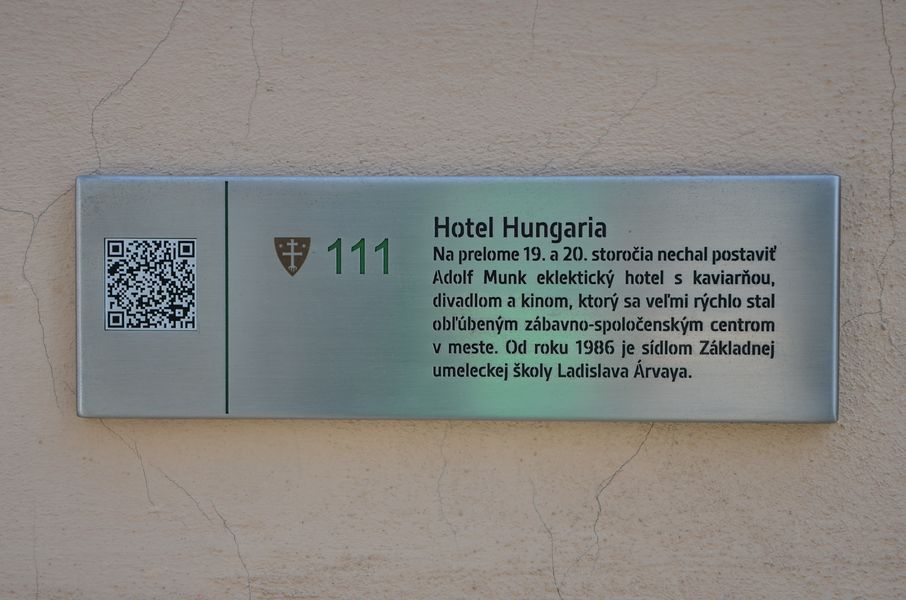 111
Hotel Hungaria
Na prelome 19. a 20. storočia nechal postaviť
Adolf Munk eklektický hotel s kaviarňou,
divadlom a kinom, ktorý sa veľmi rýchlo stal
obľúbeným zábavno-spoločenským centrom
v meste. Od roku 1986 je sídlom Základnej
umeleckej školy Ladislava Árvaya.